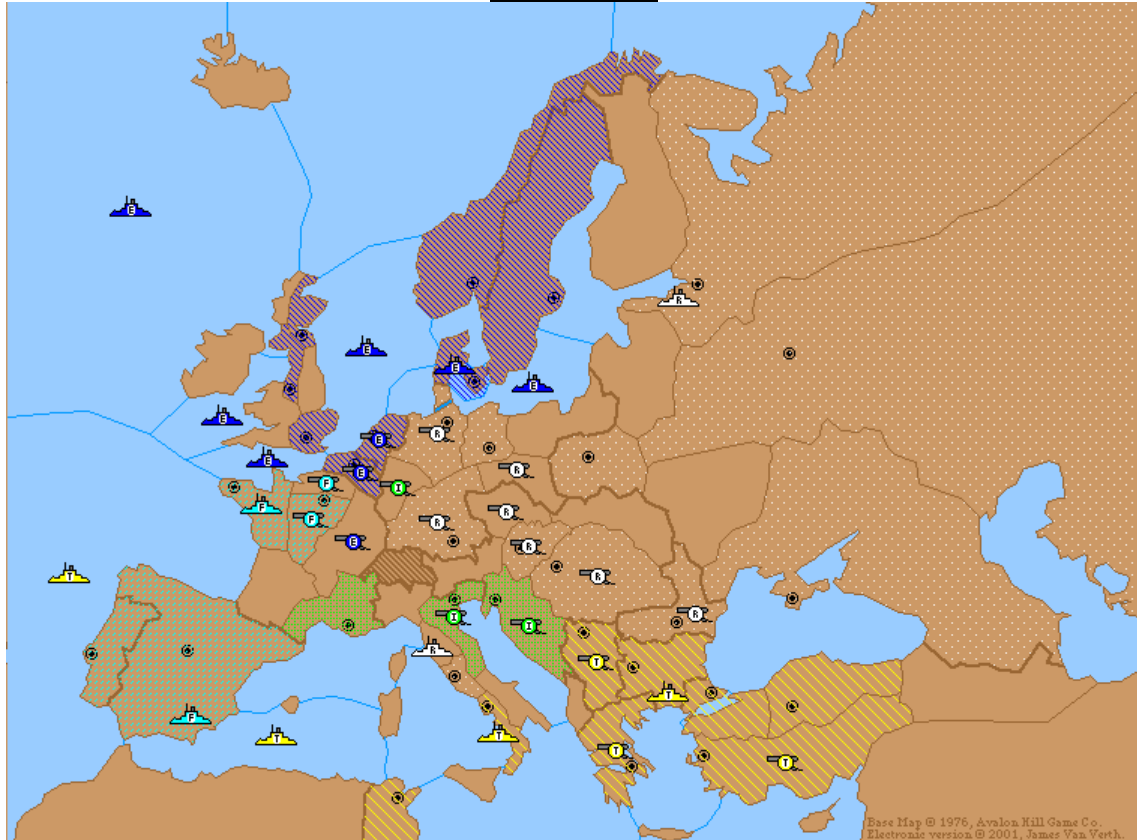 E
R
E
E
E
E
E
R
E
E
R
F
I
F
R
F
R
E
R
T
R
I
I
R
R
T
T
F
T
T
T
T
Base Map © 1976, Avalon Hill Game Co.
Electronic version © 2001, James Van Verth.